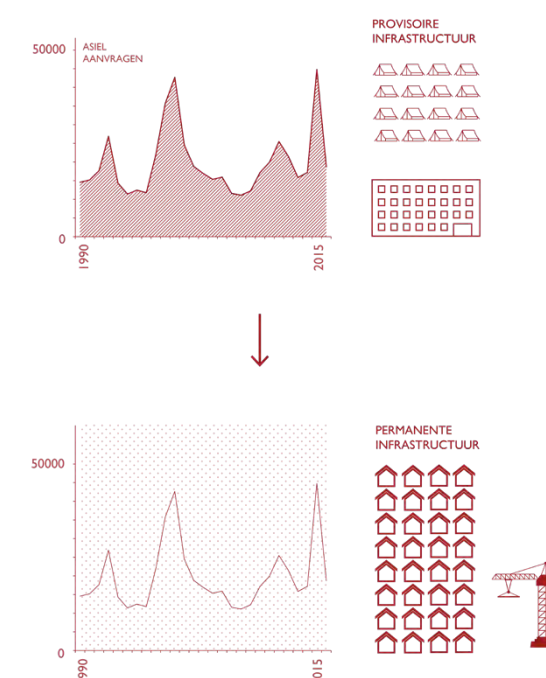 PROVISOIRE
INFRASTRUCTUUR
50000
ASIEL
AANVRAGEN
0
1990
2015
PERMANENTE
INFRASTRUCTUUR
50000
0
990
015